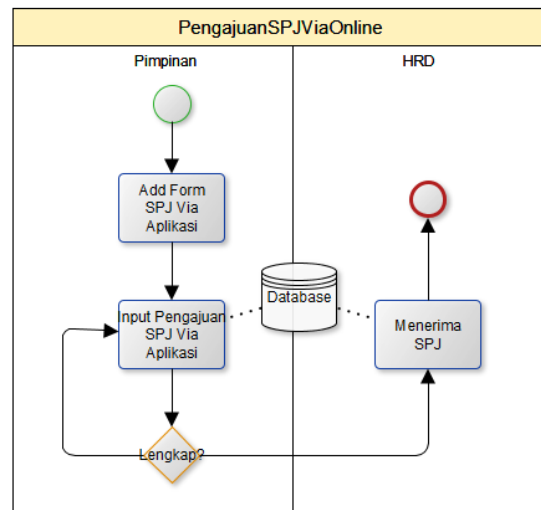 PengajuanSPJViaOnline
Pimpinan
HRD
Add Form
SPJ Via
Aplikasi
Database
Input Pengajuan
SPJ Via
Aplikasi
Menerima
SPJ
Lengkap?